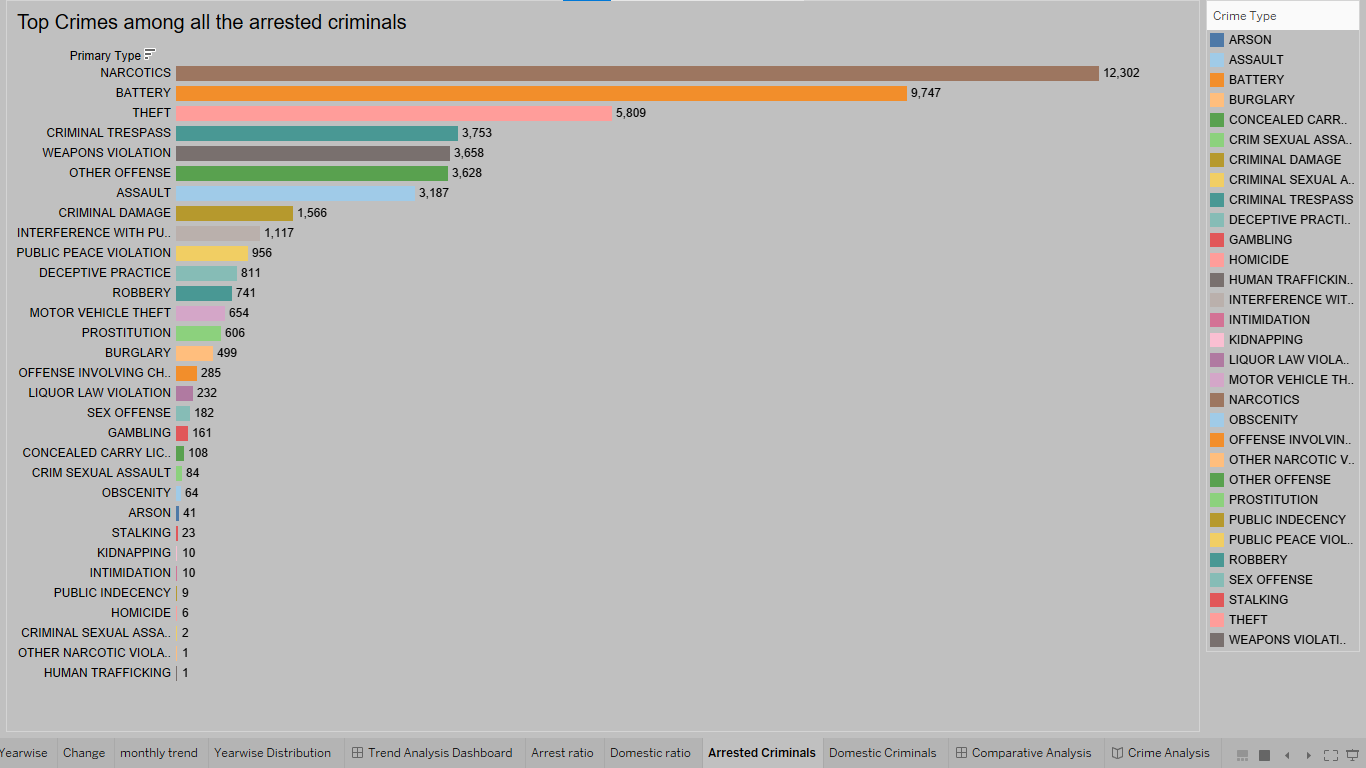 Top Crimes among all the arrested criminals
Crime Type
Primary Type
NARCOTICS 12,302
BATTERY 9,747
THEFT 5,809
CRIMINAL TRESPASS 3,753
WEAPONS VIOLATION 3,658
OTHER OFFENSE 3,628
ASSAULT 3,187
CRIMINAL DAMAGE 1,566
INTERFERENCE WITH PU.. 1,117
PUBLIC PEACE VIOLATION 956
DECEPTIVE PRACTICE 811
ROBBERY 741
MOTOR VEHICLE THEFT 654
PROSTITUTION 606
BURGLARY 499
OFFENSE INVOLVING CH.. 285
LIQUOR LAW VIOLATION 232
SEX OFFENSE 182
GAMBLING 161
CONCEALED CARRY LIC.. 108
CRIM SEXUAL ASSAULT 84
OBSCENITY 64
ARSON 41
STALKING 23
KIDNAPPING 10
INTIMIDATION 10
PUBLIC INDECENCY 9
HOMICIDE 6
CRIMINAL SEXUAL ASSA.. 2
OTHER NARCOTIC VIOLA.. 1
HUMAN TRAFFICKING 1
ARSON
ASSAULT
BATTERY
BURGLARY
CONCEALED CARR..
CRIM SEXUAL ASSA..
CRIMINAL DAMAGE
CRIMINAL SEXUAL A..
CRIMINAL TRESPASS
DECEPTIVE PRACTI..
GAMBLING
HOMICIDE
HUMAN TRAFFICKIN..
INTERFERENCE WIT..
INTIMIDATION
KIDNAPPING
LIQUOR LAW VIOLA..
MOTOR VEHICLE TH..
NARCOTICS
OBSCENITY
OFFENSE INVOLVIN..
OTHER NARCOTIC V..
OTHER OFFENSE
PROSTITUTION
PUBLIC INDECENCY
PUBLIC PEACE VIOL..
ROBBERY
SEX OFFENSE
STALKING
THEFT
WEAPONS VIOLATI..
Yearwise Change monthly trend Yearwise Distribution Trend Analysis Dashboard Arrest ratio Domestic ratio Arrested Criminals Domestic Criminals Comparative Analysis Crime Analysis